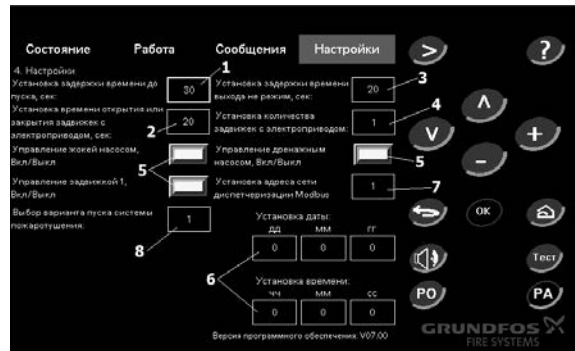 Состояние Работа Сообщения Настройки
4. Настройки
1
Установка задержки времени до
пуска, сек:
30
Установка задержки времени
выхода не режим, сек:
20
3
Установка времени открытия или
закрытия задвижек с
электроприводом, сек:
2
20
Установка количества
задвижек с электроприводом:
1
4
Управление жокей насосом,
Вкл/Выкл
5
Управление дренажным
насосом, Вкл/Выкл
5
Управление задвижкой 1,
Вкл/Выкл
Установка адреса сети
диспетчеризации Modbus
1
7
Выбор варианта пуска системы
пожаротушения:
1
8
Установка даты:
дд мм гг
0 0 0
6
Установка времени:
чч мм сс
0 0 0
Версия программного обеспечения: V07.00
>
?
Λ
V
+
-
OK
Тест
PO
PA
GRUNDFOS
FIRE SYSTEMS